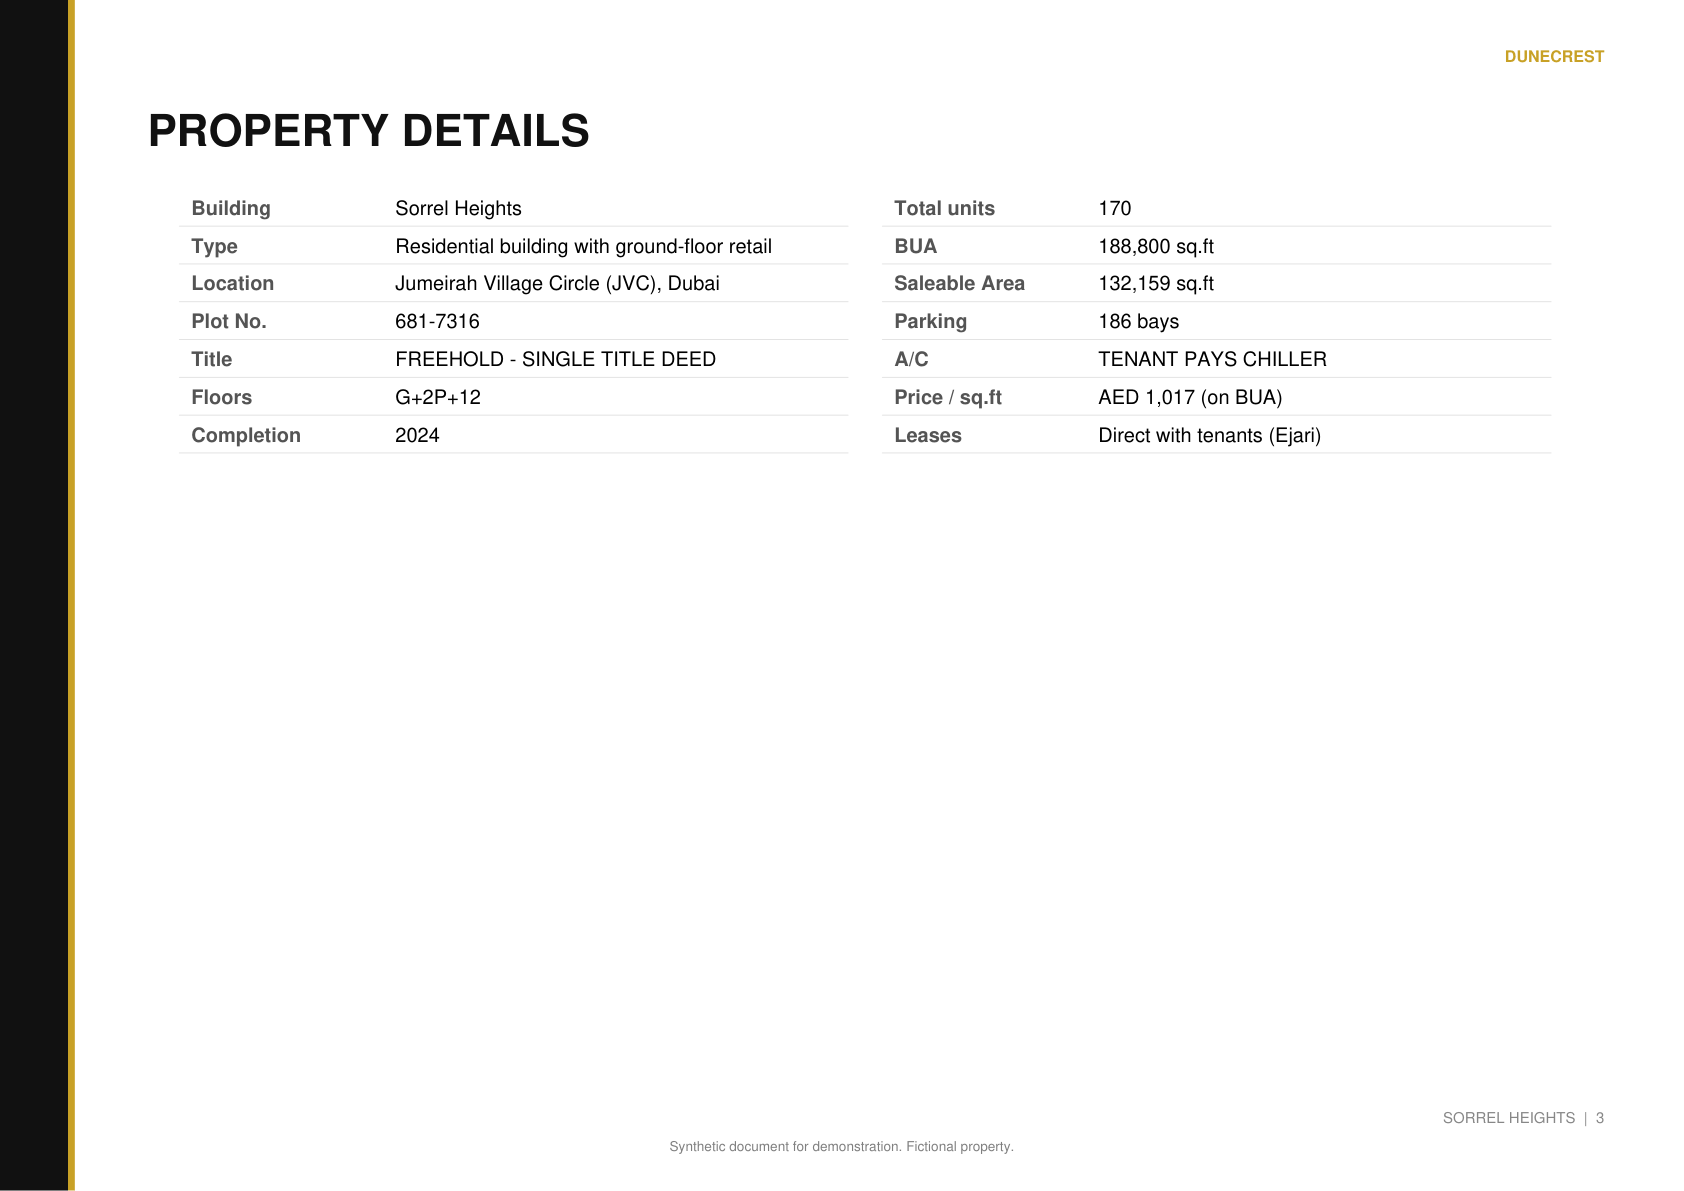 DUNECREST
PROPERTY DETAILS
Building Sorrel Heights
Type Residential building with ground-floor retail
Location Jumeirah Village Circle (JVC), Dubai
Plot No. 681-7316
Title FREEHOLD - SINGLE TITLE DEED
Floors G+2P+12
Completion 2024
Total units 170
BUA 188,800 sq.ft
Saleable Area 132,159 sq.ft
Parking 186 bays
A/C TENANT PAYS CHILLER
Price / sq.ft AED 1,017 (on BUA)
Leases Direct with tenants (Ejari)
SORREL HEIGHTS | 3
Synthetic document for demonstration. Fictional property.